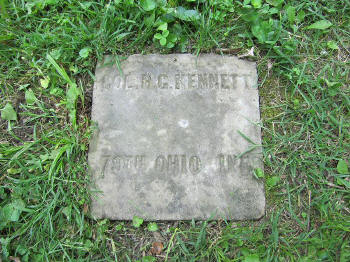 COL. H. G. KENNETT
79TH OHIO INF